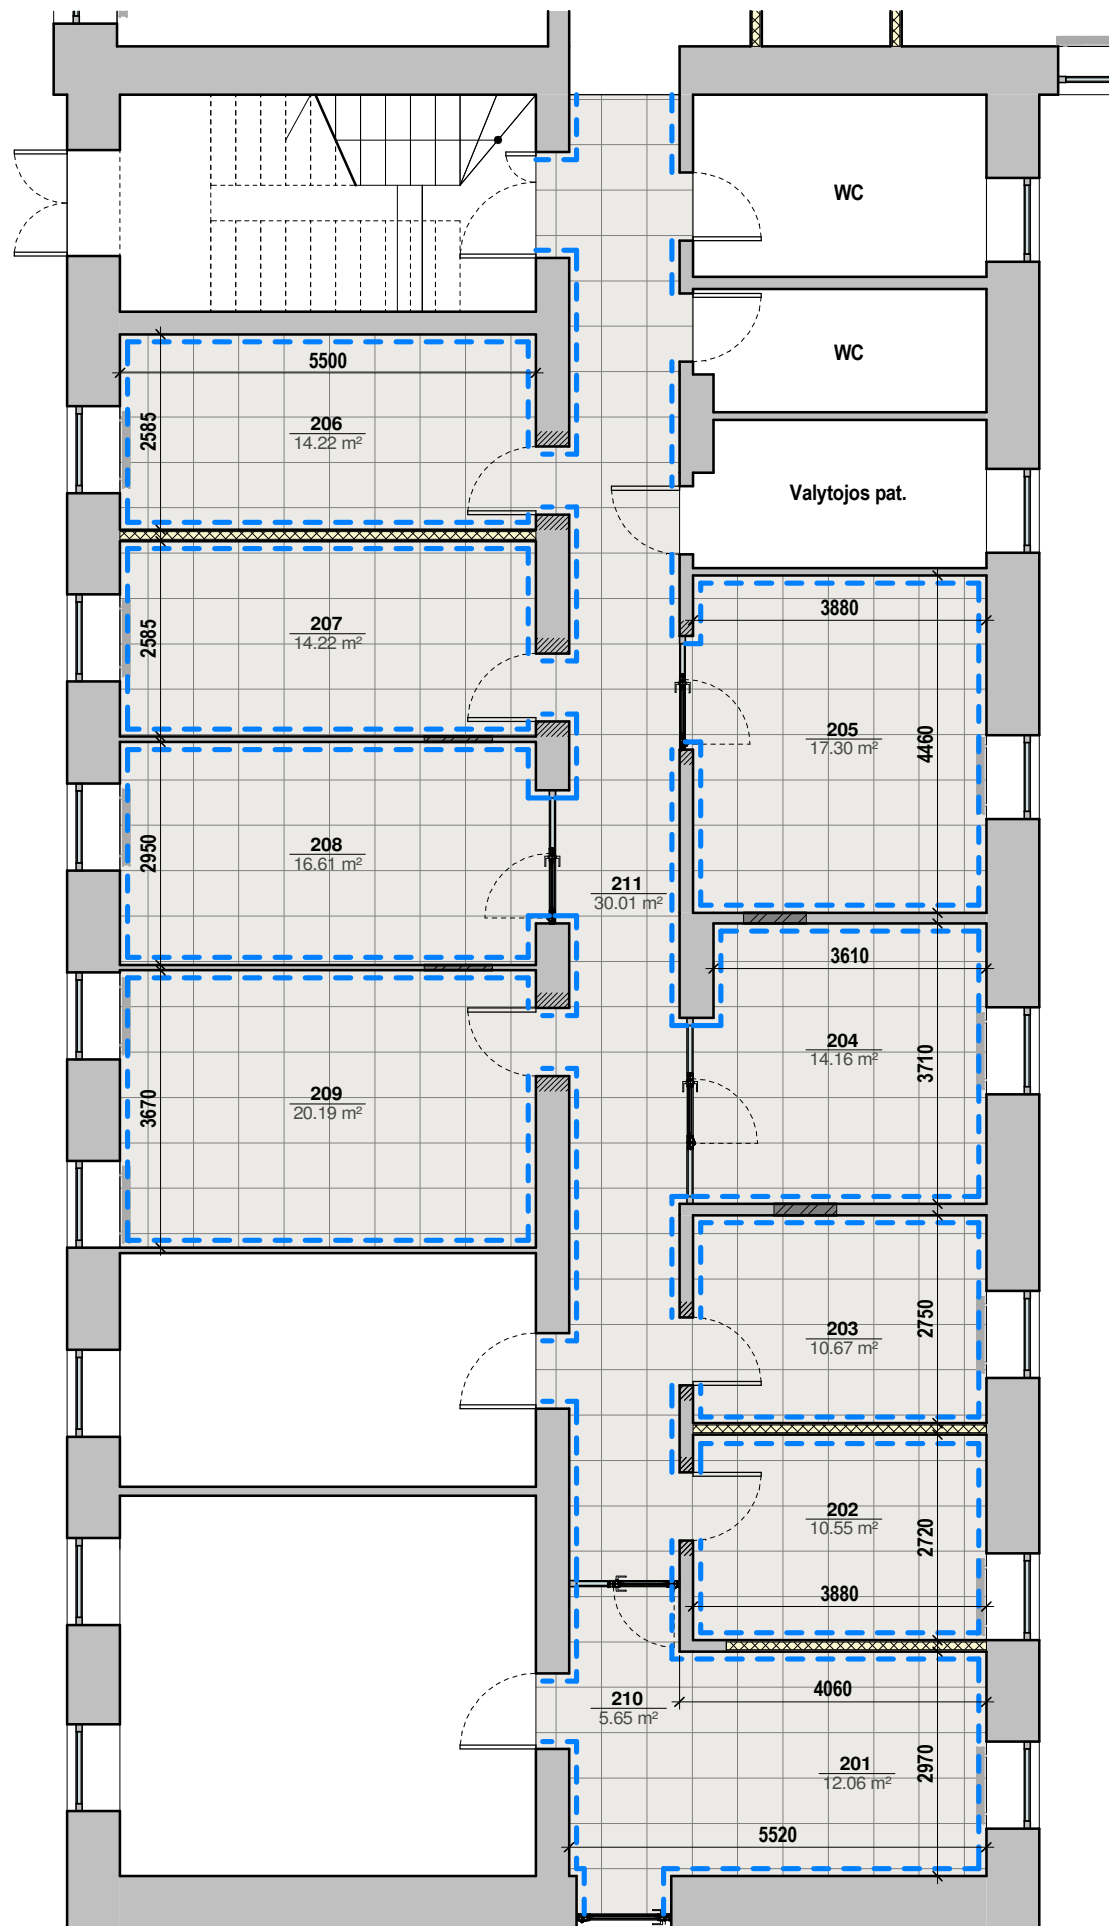 WC
WC
5500
2585
206
14.22 m²
Valytojos pat.
2585
207
14.22 m²
3880
4460
205
17.30 m²
2950
208
16.61 m²
211
30.01 m²
3610
3710
204
14.16 m²
3670
209
20.19 m²
2750
203
10.67 m²
202
10.55 m²
2720
3880
4060
210
5.65 m²
201
12.06 m²
2970
5520